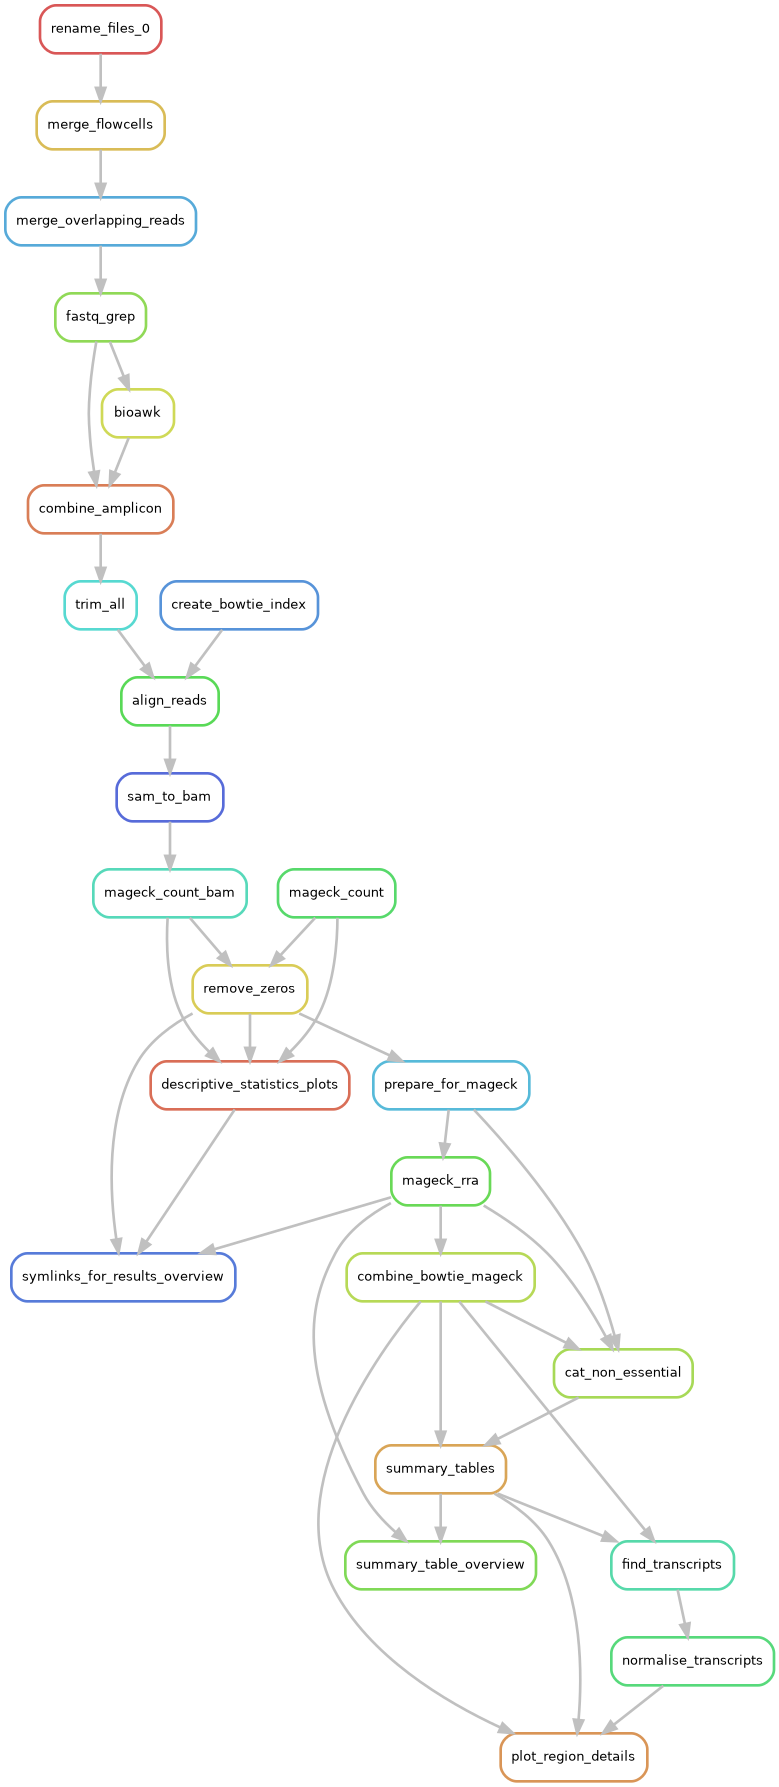 rename_files_0
merge_flowcells
merge_overlapping_reads
fastq_grep
bioawk
combine_amplicon
trim_all
create_bowtie_index
align_reads
sam_to_bam
mageck_count_bam
mageck_count
remove_zeros
descriptive_statistics_plots
prepare_for_mageck
mageck_rra
symlinks_for_results_overview
combine_bowtie_mageck
cat_non_essential
summary_tables
summary_table_overview
find_transcripts
normalise_transcripts
plot_region_details